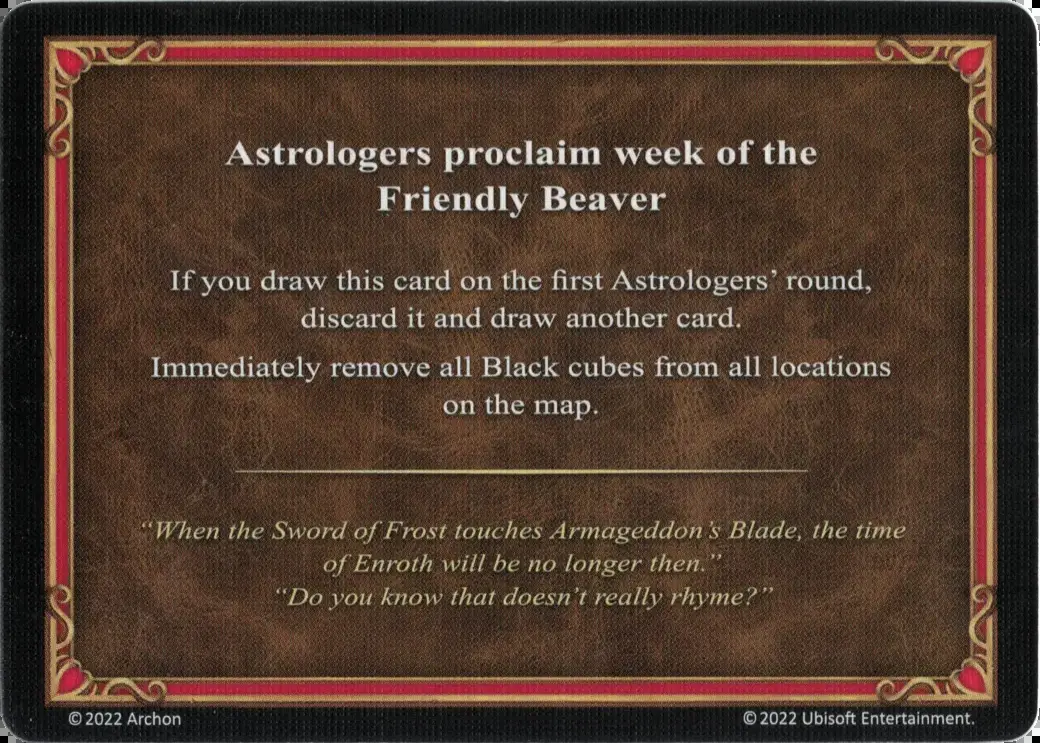 Astrologers proclaim week of the
Friendly Beaver
If you draw this card on the first Astrologers’ round,
discard it and draw another card.
Immediately remove all Black cubes from all locations
on the map.
“When the Sword of Frost touches Armageddon’s Blade, the time
of Enroth will be no longer then.”
“Do you know that doesn’t really rhyme?”
© 2022 Archon
© 2022 Ubisoft Entertainment.